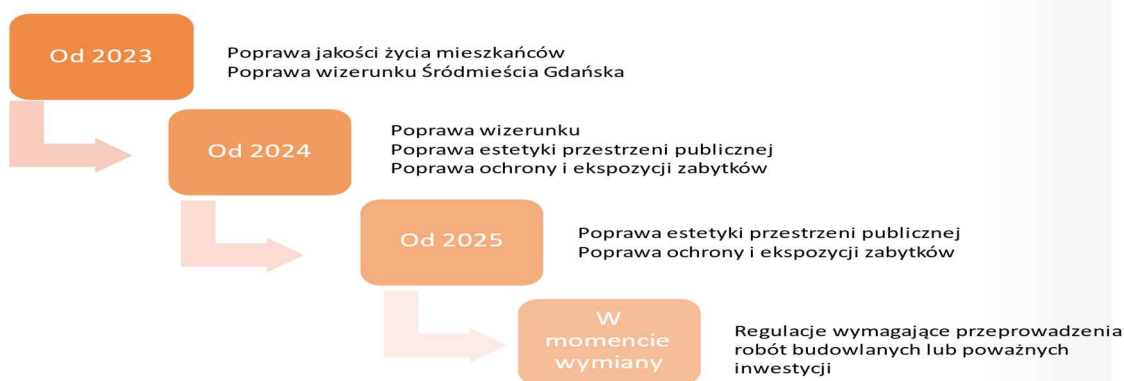 Od 2023
Poprawa jakości życia mieszkańców
Poprawa wizerunku Śródmieścia Gdańska
Od 2024
Poprawa wizerunku
Poprawa estetyki przestrzeni publicznej
Poprawa ochrony i ekspozycji zabytków
Od 2025
Poprawa estetyki przestrzeni publicznej
Poprawa ochrony i ekspozycji zabytków
W
momencie
wymiany
Regulacje wymagające przeprowadzenia
robót budowlanych lub poważnych
inwestycji